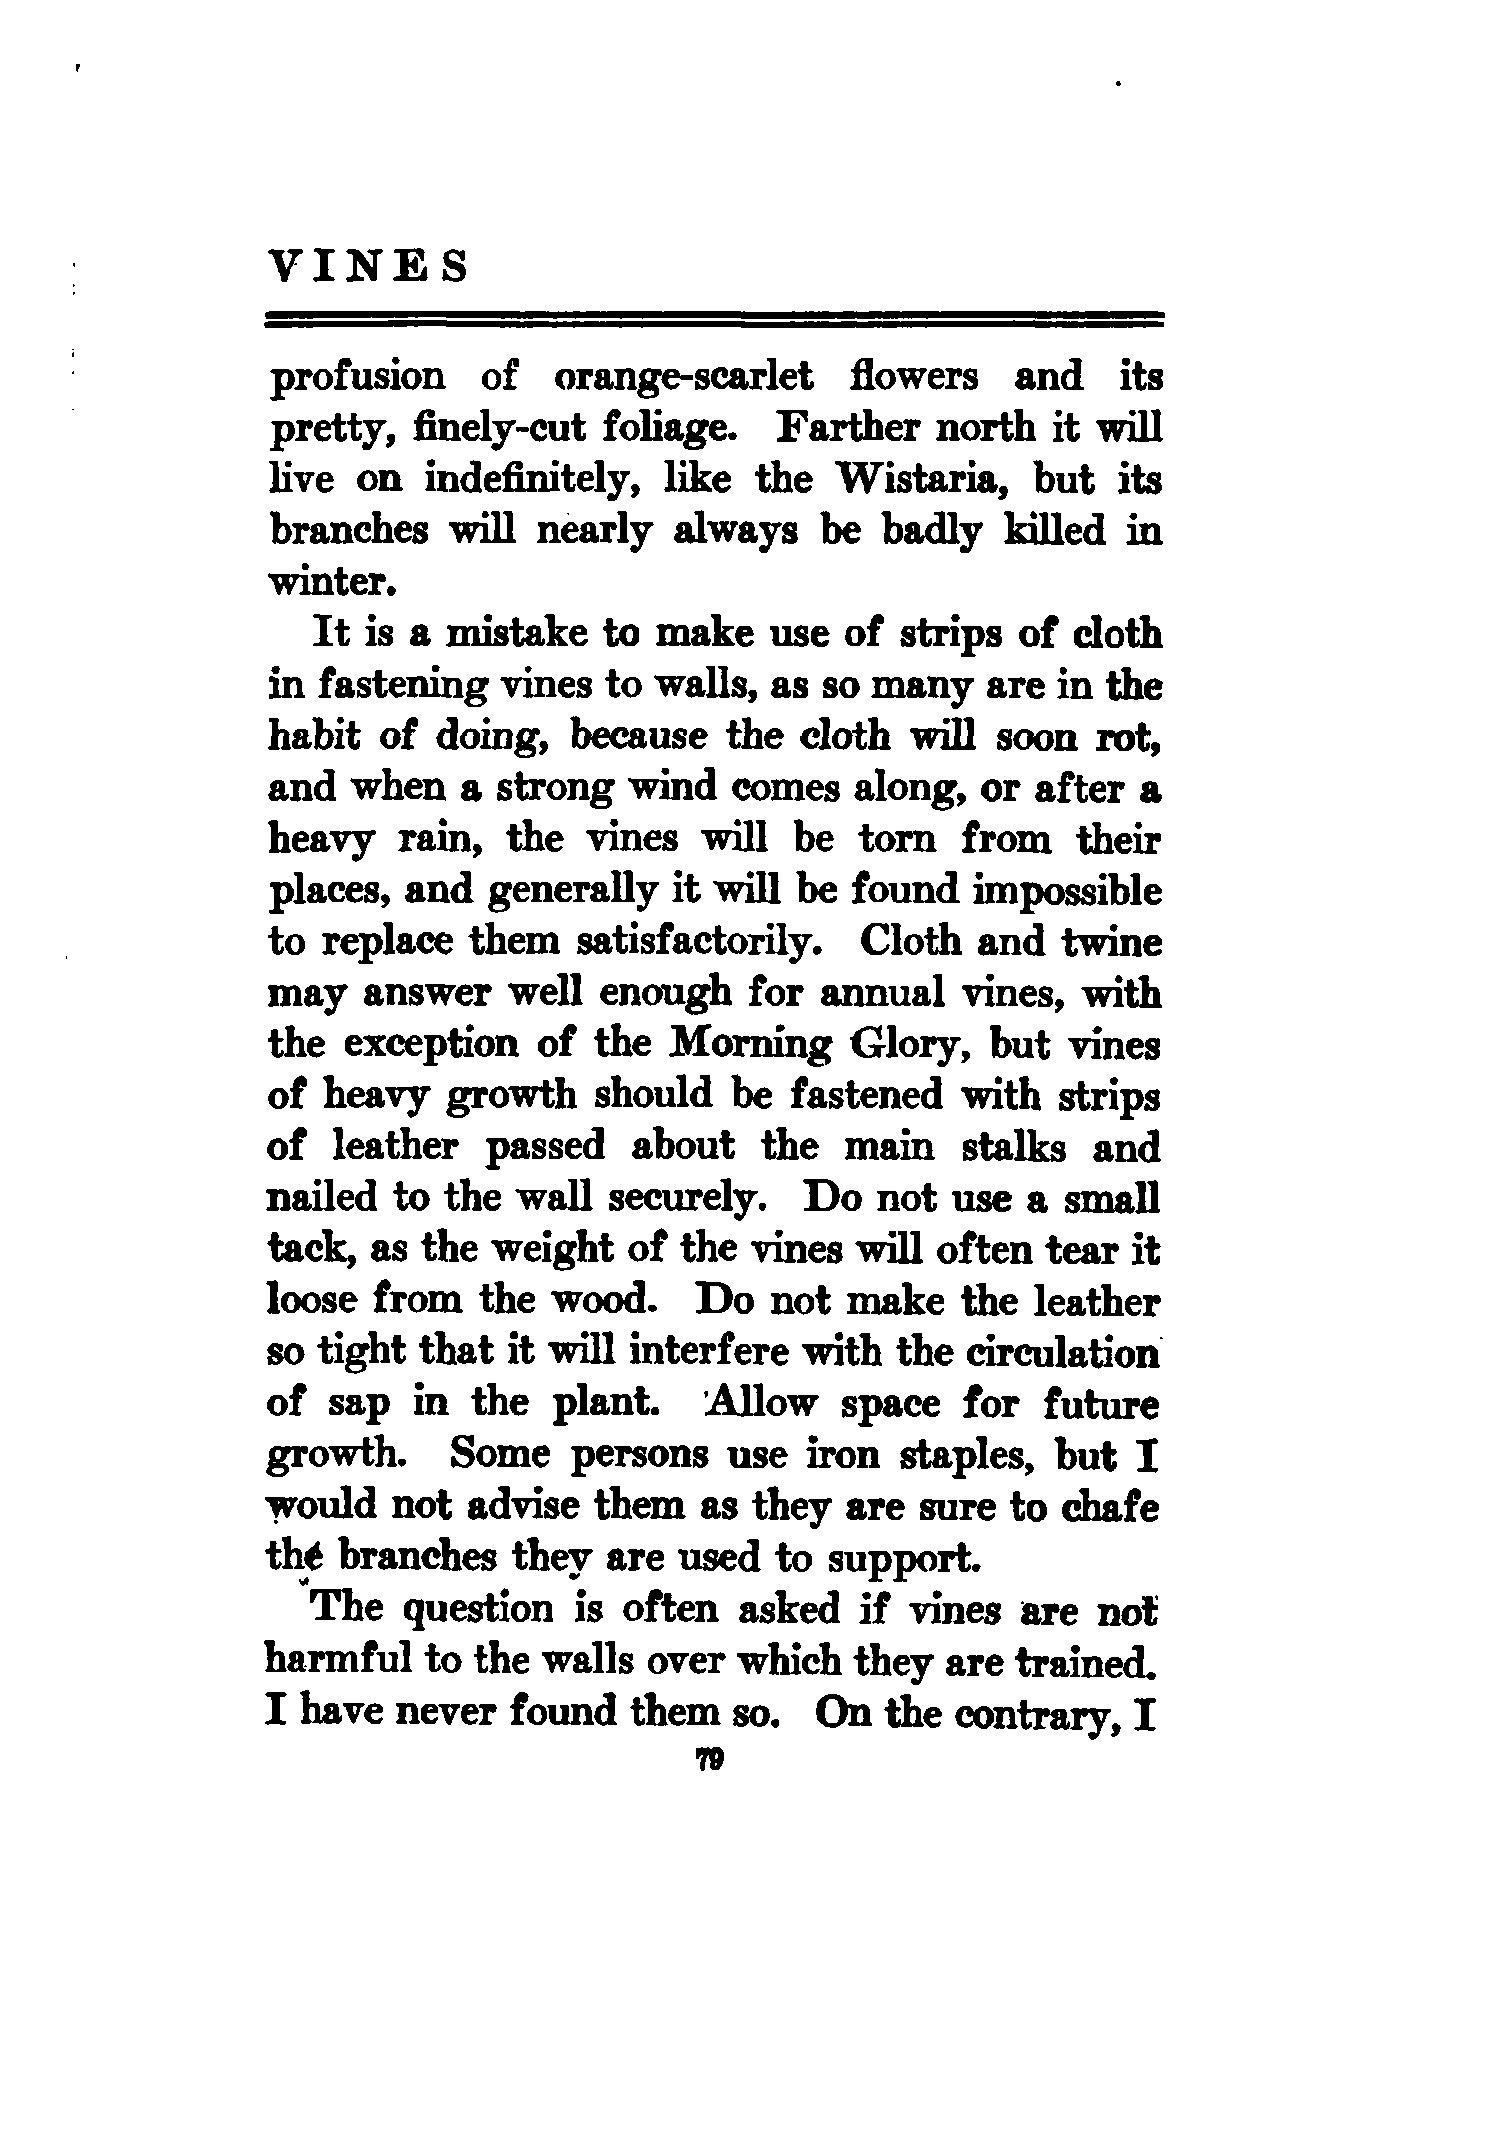 VINES
profusion of orange-scarlet flowers and its
pretty, finely-cut foliage. Farther north it will
live on indefinitely, like the Wistaria, but its
branches will nearly always be badly killed in
winter.
It is a mistake to make use of strips of cloth
in fastening vines to walls, as so many are in the
habit of doing, because the cloth will soon rot,
and when a strong wind comes along, or after a
heavy rain, the vines will be torn from their
places, and generally it will be found impossible
to replace them satisfactorily. Cloth and twine
may answer well enough for annual vines, with
the exception of the Morning Glory, but vines
of heavy growth should be fastened with strips
of leather passed about the main stalks and
nailed to the wall securely. Do not use a small
tack, as the weight of the vines will often tear it
loose from the wood. Do not make the leather
so tight that it will interfere with the circulation
of sap in the plant. Allow space for future
growth. Some persons use iron staples, but I
would not advise them as they are sure to chafe
the branches they are used to support.
The question is often asked if vines are not
harmful to the walls over which they are trained.
I have never found them so. On the contrary, I
79